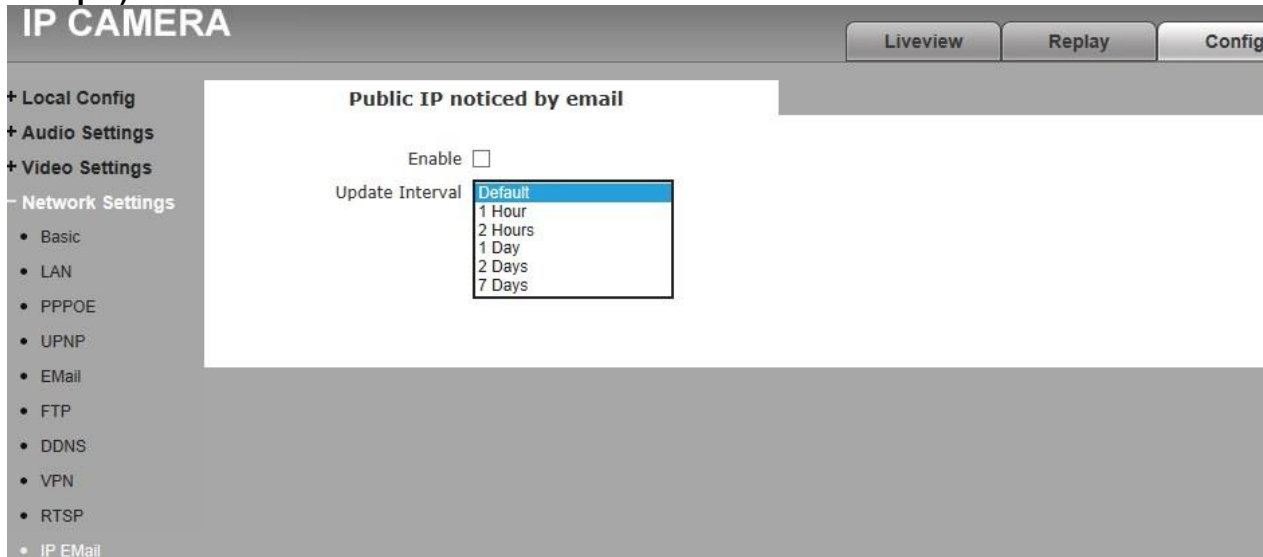 IP CAMERA
Liveview
Replay
Config
+ Local Config
+ Audio Settings
+ Video Settings
− Network Settings
• Basic
• LAN
• PPPOE
• UPNP
• EMail
• FTP
• DDNS
• VPN
• RTSP
• IP EMail
Public IP noticed by email
Enable
Update Interval
Default
1 Hour
2 Hours
1 Day
2 Days
7 Days